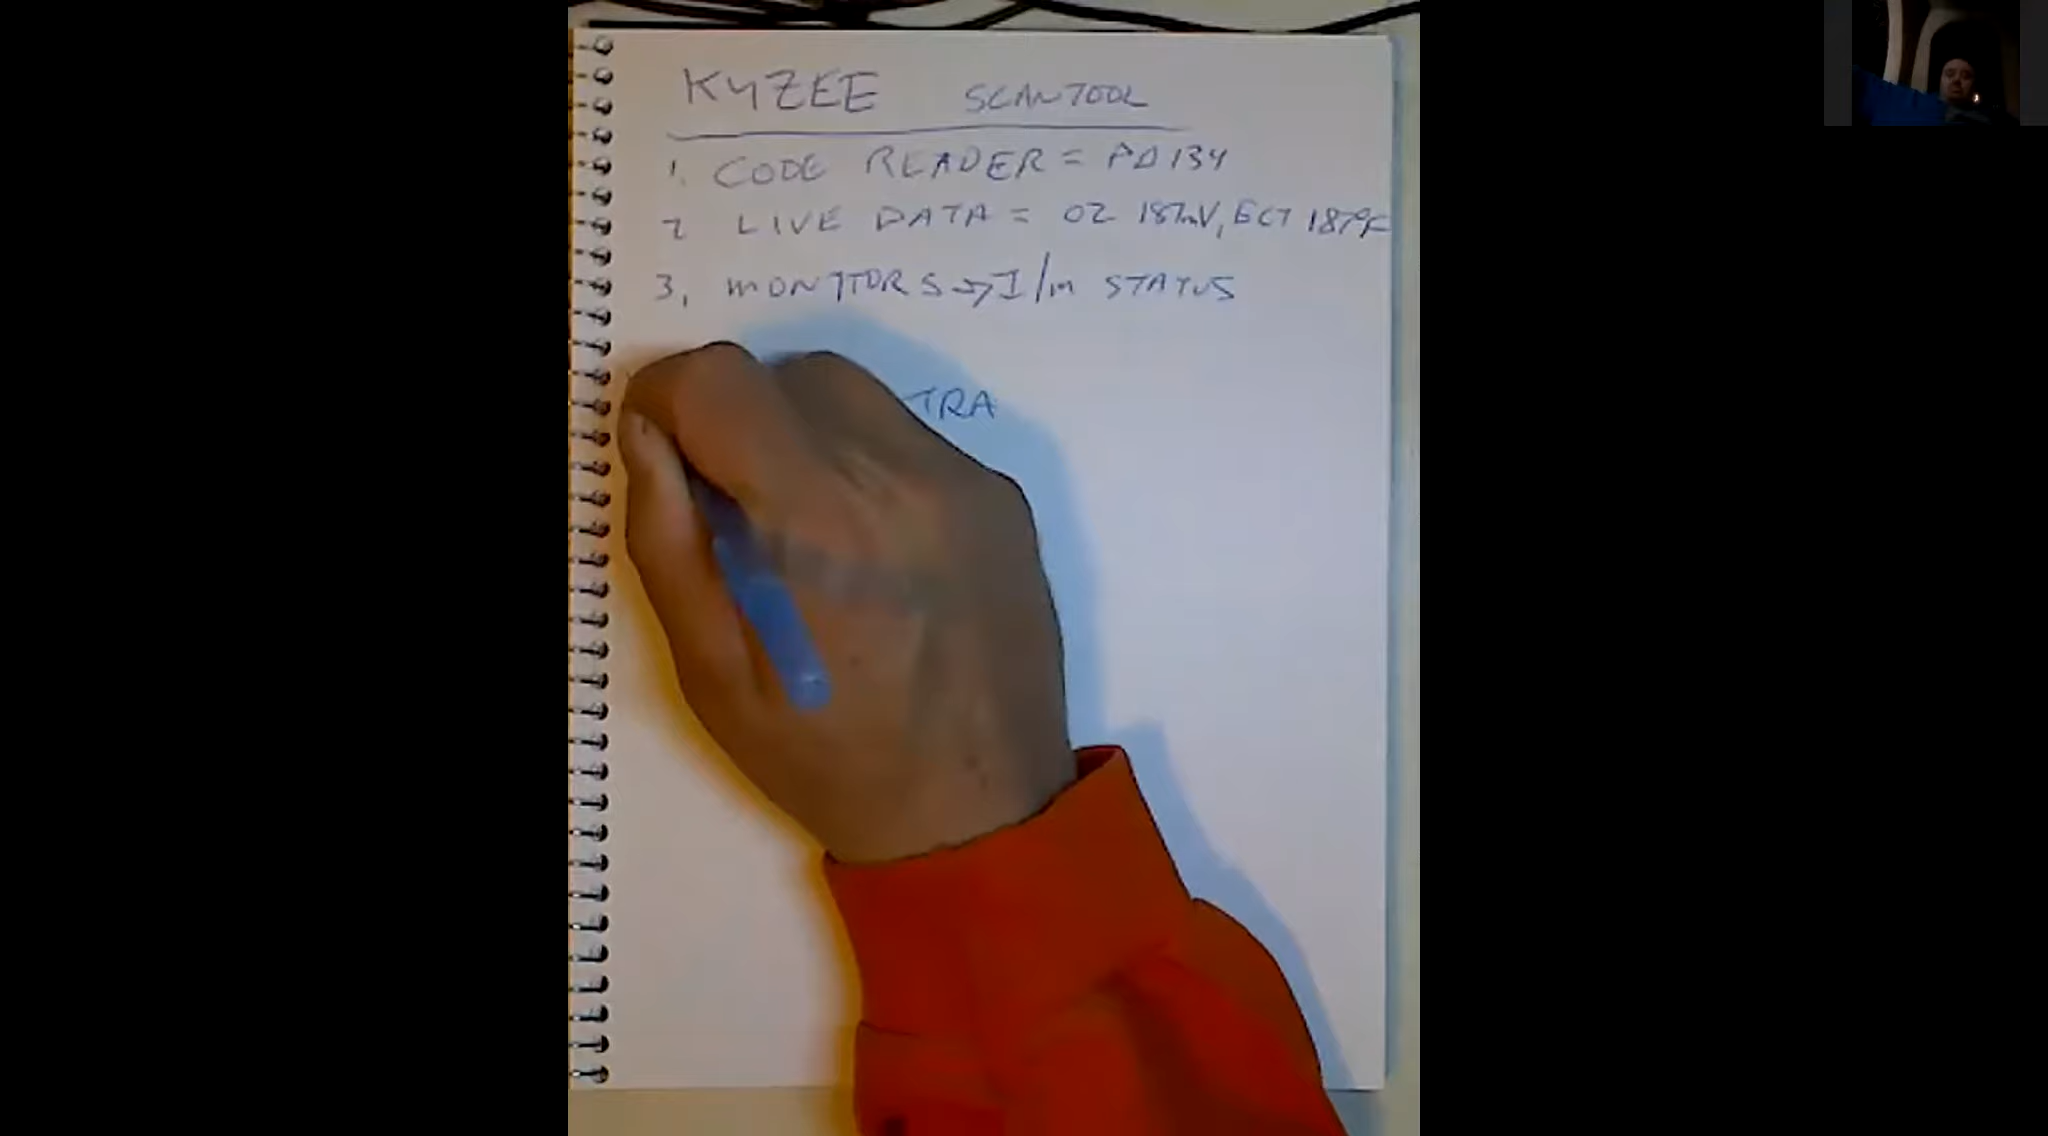 KYZEE SCANTOOL
1. CODE READER = P0134
2 LIVE DATA = O2 187mV, ECT 187°F
3. MONITORS → I/M STATUS
TRA